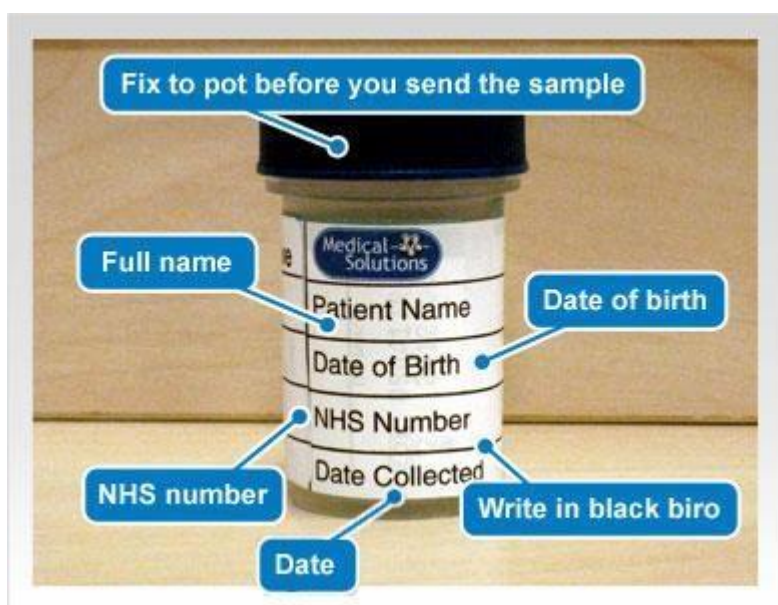 Fix to pot before you send the sample
Medical
Solutions
Full name
Patient Name
Date of birth
Date of Birth
NHS Number
NHS number
Date Collected
Write in black biro
Date